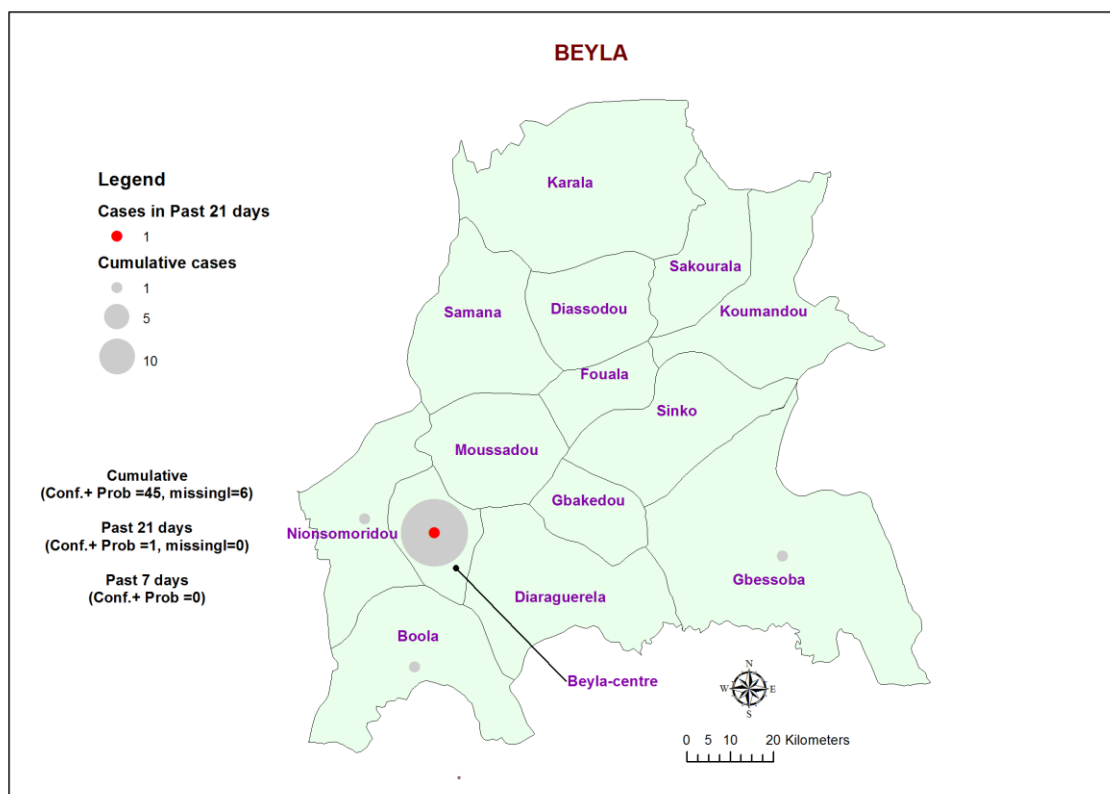 BEYLA
Legend
Cases in Past 21 days
1
Cumulative cases
1
5
10
Karala
Sakourala
Samana
Diassodou
Koumandou
Fouala
Sinko
Moussadou
Cumulative
(Conf.+ Prob =45, missingl=6)
Gbakedou
Past 21 days
(Conf.+ Prob =1, missingl=0)
Nionsomoridou
Past 7 days
(Conf.+ Prob =0)
Gbessoba
Diaraguerela
Boola
Beyla-centre
N
W E
S
0 5 10 20 Kilometers